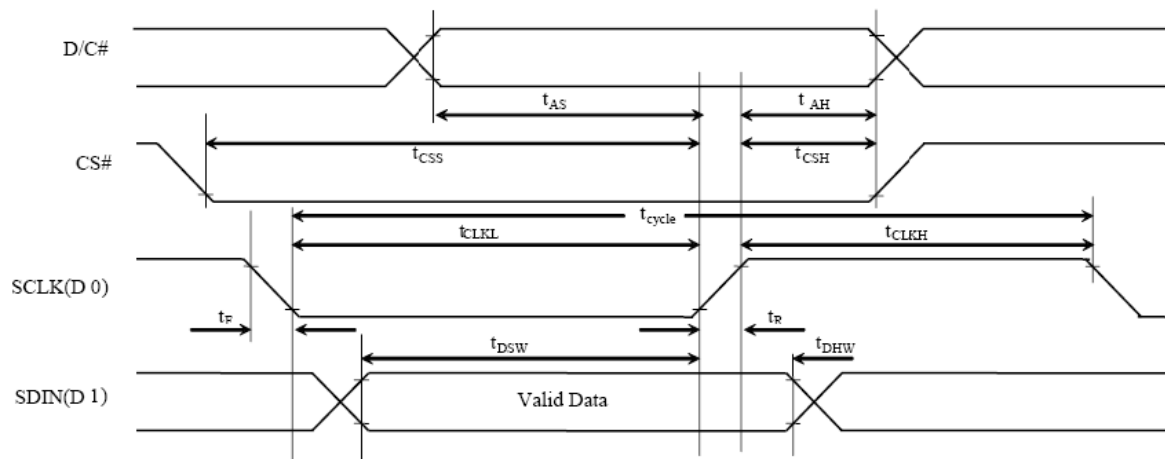 D/C#
tAS
t AH
CS#
tCSS
tCSH
tcycle
tCLKL
tCLKH
SCLK(D 0)
tF
tR
tDSW
tDHW
SDIN(D 1)
Valid Data